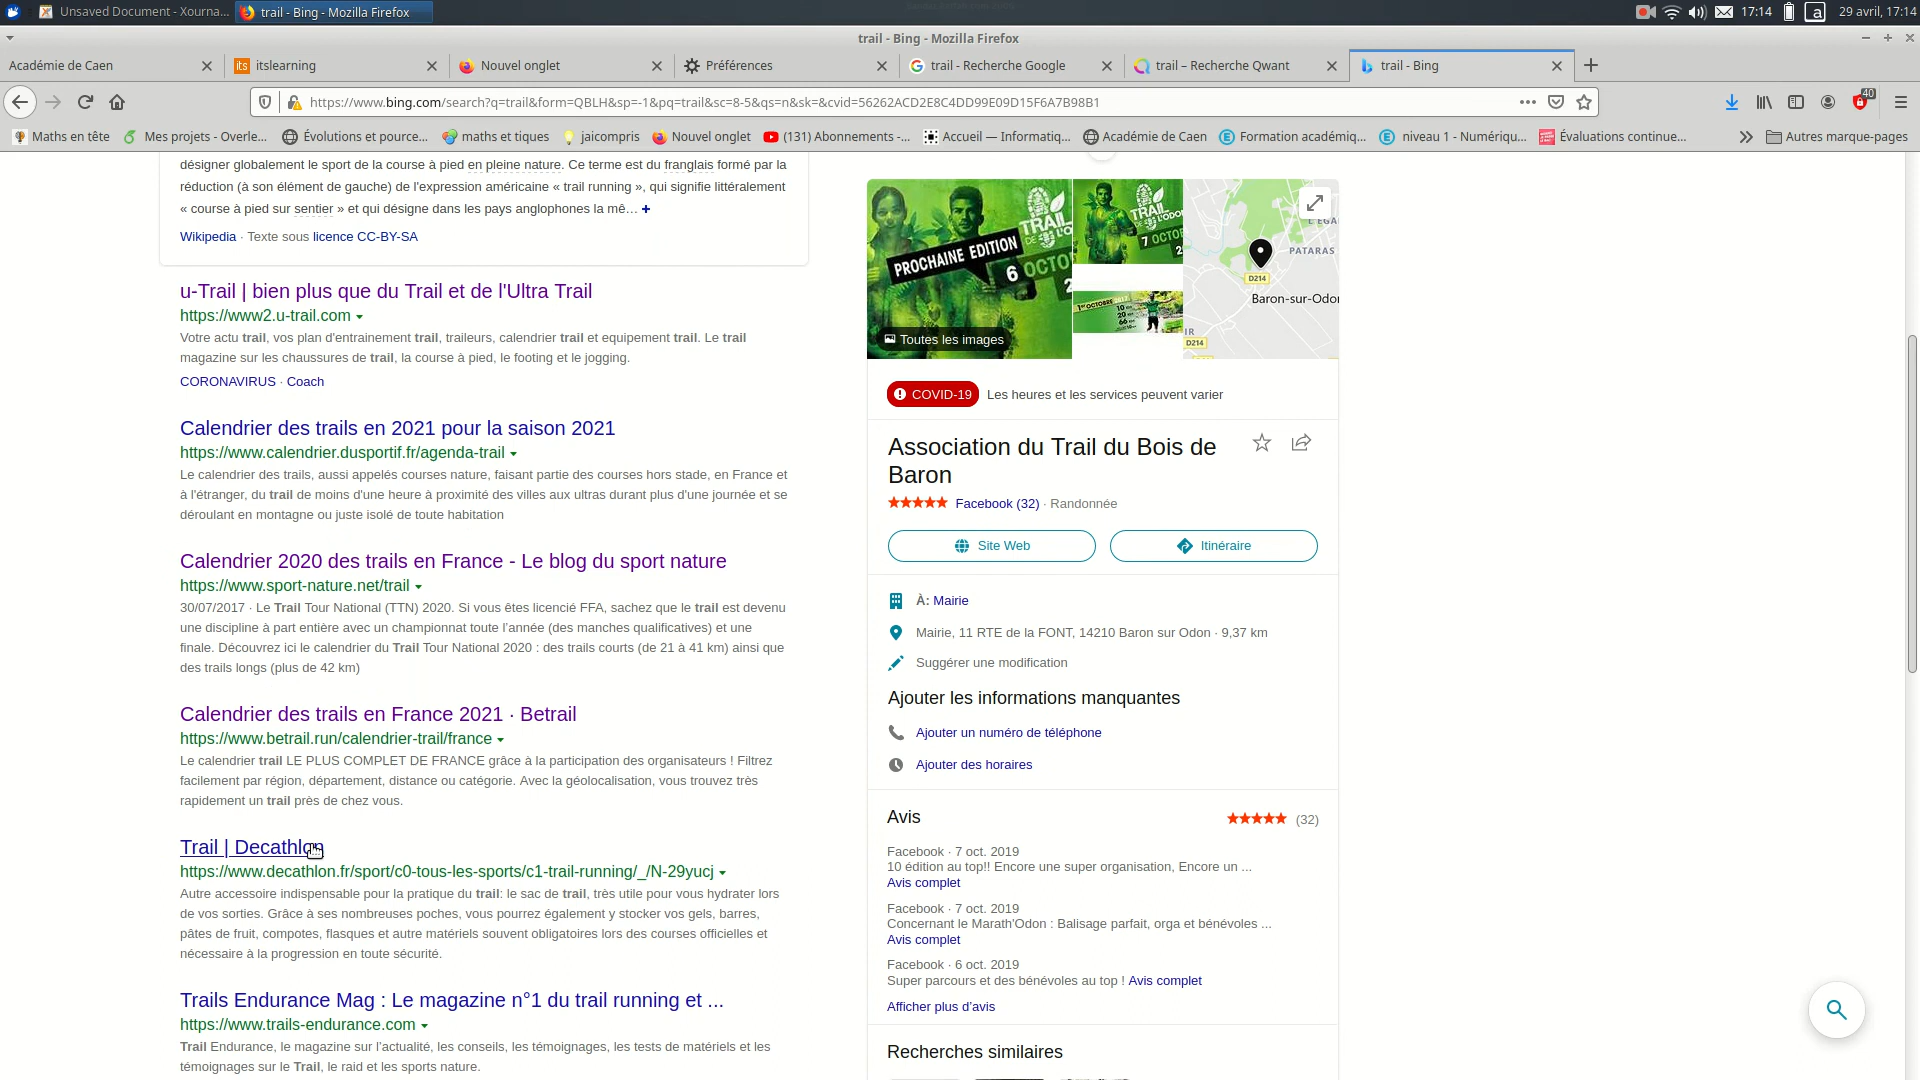 Unsaved Document - Xourna...
trail - Bing - Mozilla Firefox
17:14
a
29 avril, 17:14
trail - Bing - Mozilla Firefox
Académie de Caen
its
itslearning
Nouvel onglet
Préférences
trail - Recherche Google
trail – Recherche Qwant
trail - Bing
https://www.bing.com/search?q=trail&form=QBLH&sp=-1&pq=trail&sc=8-5&qs=n&sk=&cvid=56262ACD2E8C4DD99E09D15F6A7B98B1
40
Maths en tête
Mes projets - Overle...
Évolutions et pource...
maths et tiques
jaicompris
Nouvel onglet
(131) Abonnements -...
Accueil — Informatiq...
Académie de Caen
Formation académiq...
niveau 1 - Numériqu...
Évaluations continue...
Autres marque-pages
désigner globalement le sport de la course à pied en pleine nature. Ce terme est du franglais formé par la
réduction (à son élément de gauche) de l'expression américaine « trail running », qui signifie littéralement
« course à pied sur sentier » et qui désigne dans les pays anglophones la mê… +
Wikipedia · Texte sous licence CC-BY-SA
u-Trail | bien plus que du Trail et de l'Ultra Trail
https://www2.u-trail.com
Votre actu trail, vos plan d'entrainement trail, traileurs, calendrier trail et equipement trail. Le trail
magazine sur les chaussures de trail, la course à pied, le footing et le jogging.
CORONAVIRUS · Coach
Calendrier des trails en 2021 pour la saison 2021
https://www.calendrier.dusportif.fr/agenda-trail
Le calendrier des trails, aussi appelés courses nature, faisant partie des courses hors stade, en France et
à l'étranger, du trail de moins d'une heure à proximité des villes aux ultras durant plus d'une journée et se
déroulant en montagne ou juste isolé de toute habitation
Calendrier 2020 des trails en France - Le blog du sport nature
https://www.sport-nature.net/trail
30/07/2017 · Le Trail Tour National (TTN) 2020. Si vous êtes licencié FFA, sachez que le trail est devenu
une discipline à part entière avec un championnat toute l'année (des manches qualificatives) et une
finale. Découvrez ici le calendrier du Trail Tour National 2020 : des trails courts (de 21 à 41 km) ainsi que
des trails longs (plus de 42 km)
Calendrier des trails en France 2021 · Betrail
https://www.betrail.run/calendrier-trail/france
Le calendrier trail LE PLUS COMPLET DE FRANCE grâce à la participation des organisateurs ! Filtrez
facilement par région, département, distance ou catégorie. Avec la géolocalisation, vous trouvez très
rapidement un trail près de chez vous.
Trail | Decathlon
https://www.decathlon.fr/sport/c0-tous-les-sports/c1-trail-running/_/N-29yucj
Autre accessoire indispensable pour la pratique du trail: le sac de trail, très utile pour vous hydrater lors
de vos sorties. Grâce à ses nombreuses poches, vous pourrez également y stocker vos gels, barres,
pâtes de fruit, compotes, flasques et autre matériels souvent obligatoires lors des courses officielles et
nécessaire à la progression en toute sécurité.
Trails Endurance Mag : Le magazine n°1 du trail running et ...
https://www.trails-endurance.com
Trail Endurance, le magazine sur l'actualité, les conseils, les témoignages, les tests de matériels et les
témoignages sur le Trail, le raid et les sports nature.
TRAIL
DE L'O
PROCHAINE EDITION
6 OCTO
Toutes les images
TRAIL
DE L'ODO
7 OCTO
1ER OCTOBRE 2017
PATARAS
D214
Baron-sur-Odor
D214
COVID-19
Les heures et les services peuvent varier
Association du Trail du Bois de
Baron
Facebook (32) · Randonnée
Site Web
Itinéraire
À: Mairie
Mairie, 11 RTE de la FONT, 14210 Baron sur Odon · 9,37 km
Suggérer une modification
Ajouter les informations manquantes
Ajouter un numéro de téléphone
Ajouter des horaires
Avis
(32)
Facebook · 7 oct. 2019
10 édition au top!! Encore une super organisation, Encore un ...
Avis complet
Facebook · 7 oct. 2019
Concernant le Marath'Odon : Balisage parfait, orga et bénévoles ...
Avis complet
Facebook · 6 oct. 2019
Super parcours et des bénévoles au top ! Avis complet
Afficher plus d'avis
Recherches similaires